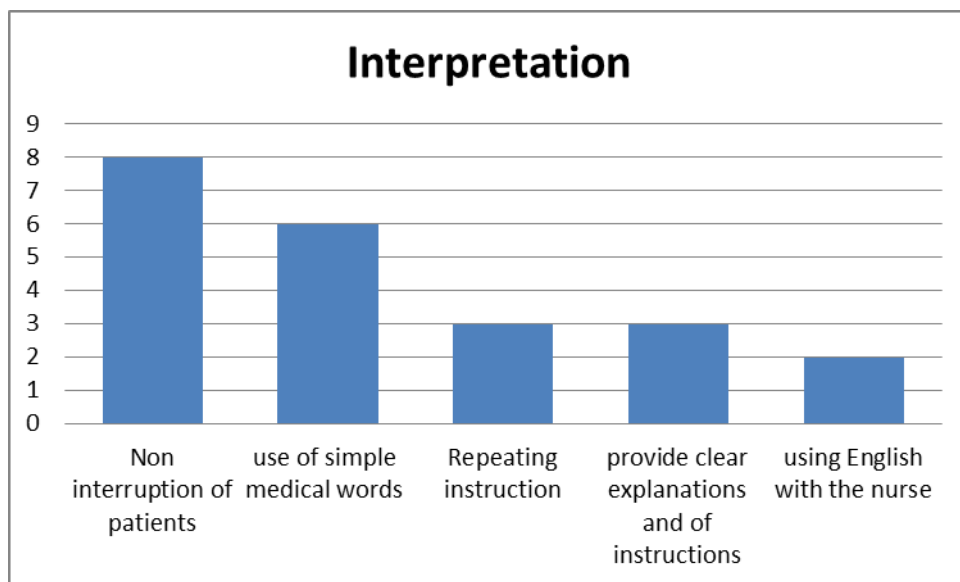 Interpretation
9
8
7
6
5
4
3
2
1
0
Non
interruption of
patients
use of simple
medical words
Repeating
instruction
provide clear
explanations
and of
instructions
using English
with the nurse